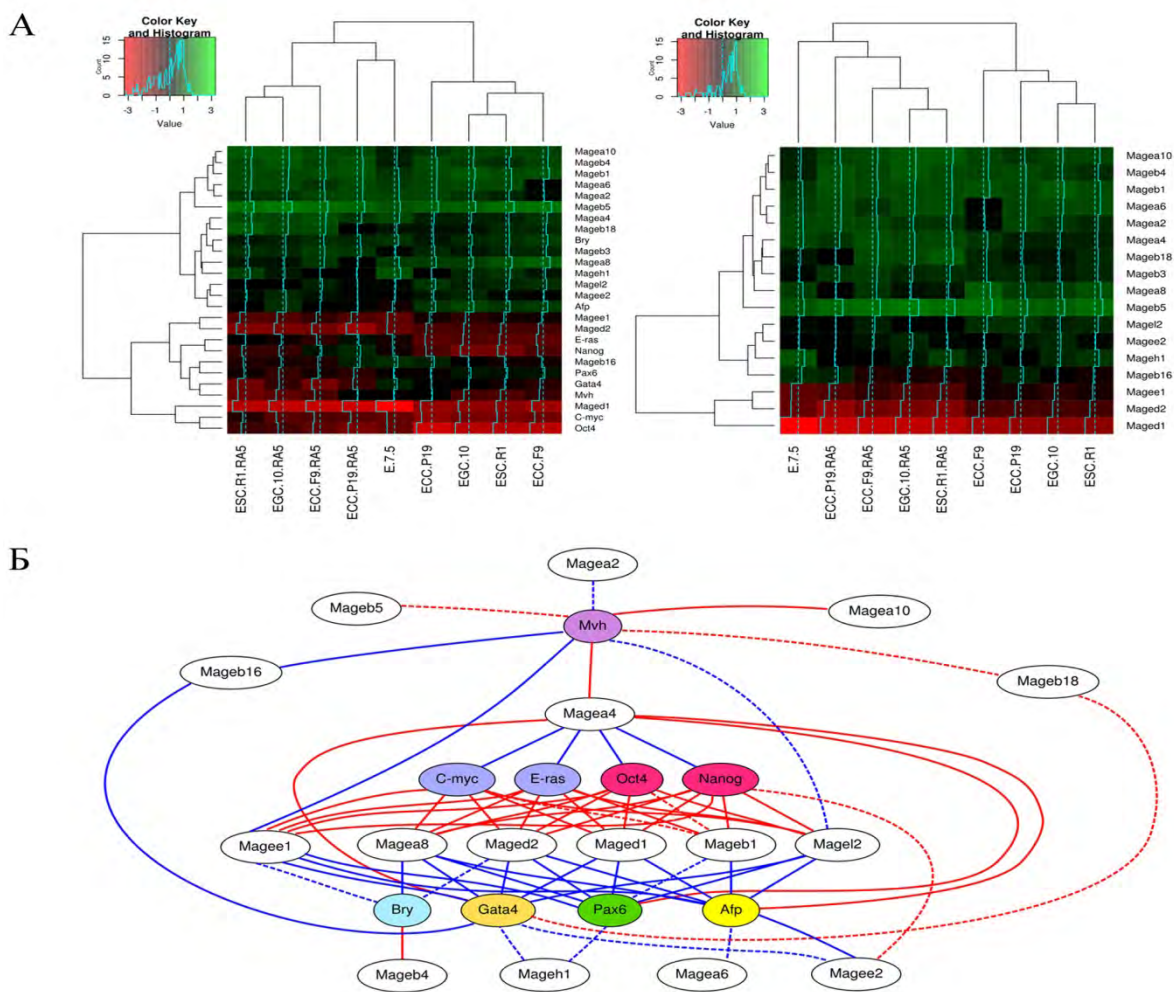 А
Color Key
and Histogram
Count
0 5 10 15
-3 -1 1 3
Value
Magea10
Mageb4
Mageb1
Magea6
Magea2
Mageb5
Magea4
Mageb18
Bry
Mageb3
Magea8
Mageh1
Magel2
Magee2
Afp
Magee1
Maged2
E-ras
Nanog
Mageb16
Pax6
Gata4
Mvh
Maged1
C-myc
Oct4
ESC.R1.RA5
EGC.10.RA5
ECC.F9.RA5
ECC.P19.RA5
E.7.5
ECC.P19
EGC.10
ESC.R1
ECC.F9
Color Key
and Histogram
Count
0 5 10 15
-3 -1 1 3
Value
Magea10
Mageb4
Mageb1
Magea6
Magea2
Magea4
Mageb18
Mageb3
Magea8
Mageb5
Magel2
Magee2
Mageh1
Mageb16
Magee1
Maged2
Maged1
E.7.5
ECC.P19.RA5
ECC.F9.RA5
EGC.10.RA5
ESC.R1.RA5
ECC.F9
ECC.P19
EGC.10
ESC.R1
Б
Magea2
Mageb5
Mvh
Magea10
Mageb16
Mageb18
Magea4
C-myc
E-ras
Oct4
Nanog
Magee1
Magea8
Maged2
Maged1
Mageb1
Magel2
Bry
Gata4
Pax6
Afp
Mageb4
Mageh1
Magea6
Magee2